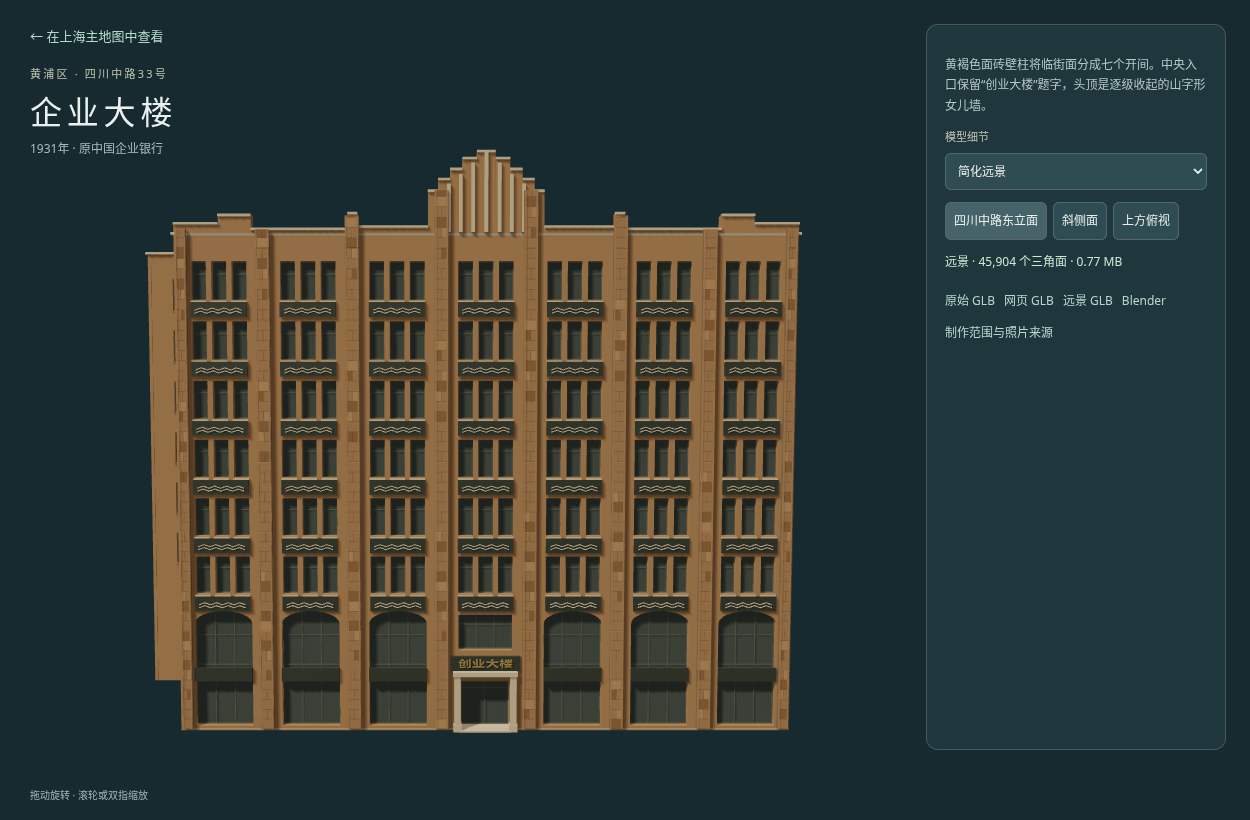 ← 在上海主地图中查看
黄浦区 · 四川中路33号
企业大楼
1931年 · 原中国企业银行
创业大楼
拖动旋转 · 滚轮或双指缩放
黄褐色面砖壁柱将临街面分成七个开间。中央入
口保留“创业大楼”题字，头顶是逐级收起的山字形
女儿墙。
模型细节
简化远景
四川中路东立面 斜侧面 上方俯视
远景 · 45,904 个三角面 · 0.77 MB
原始 GLB 网页 GLB 远景 GLB Blender
制作范围与照片来源